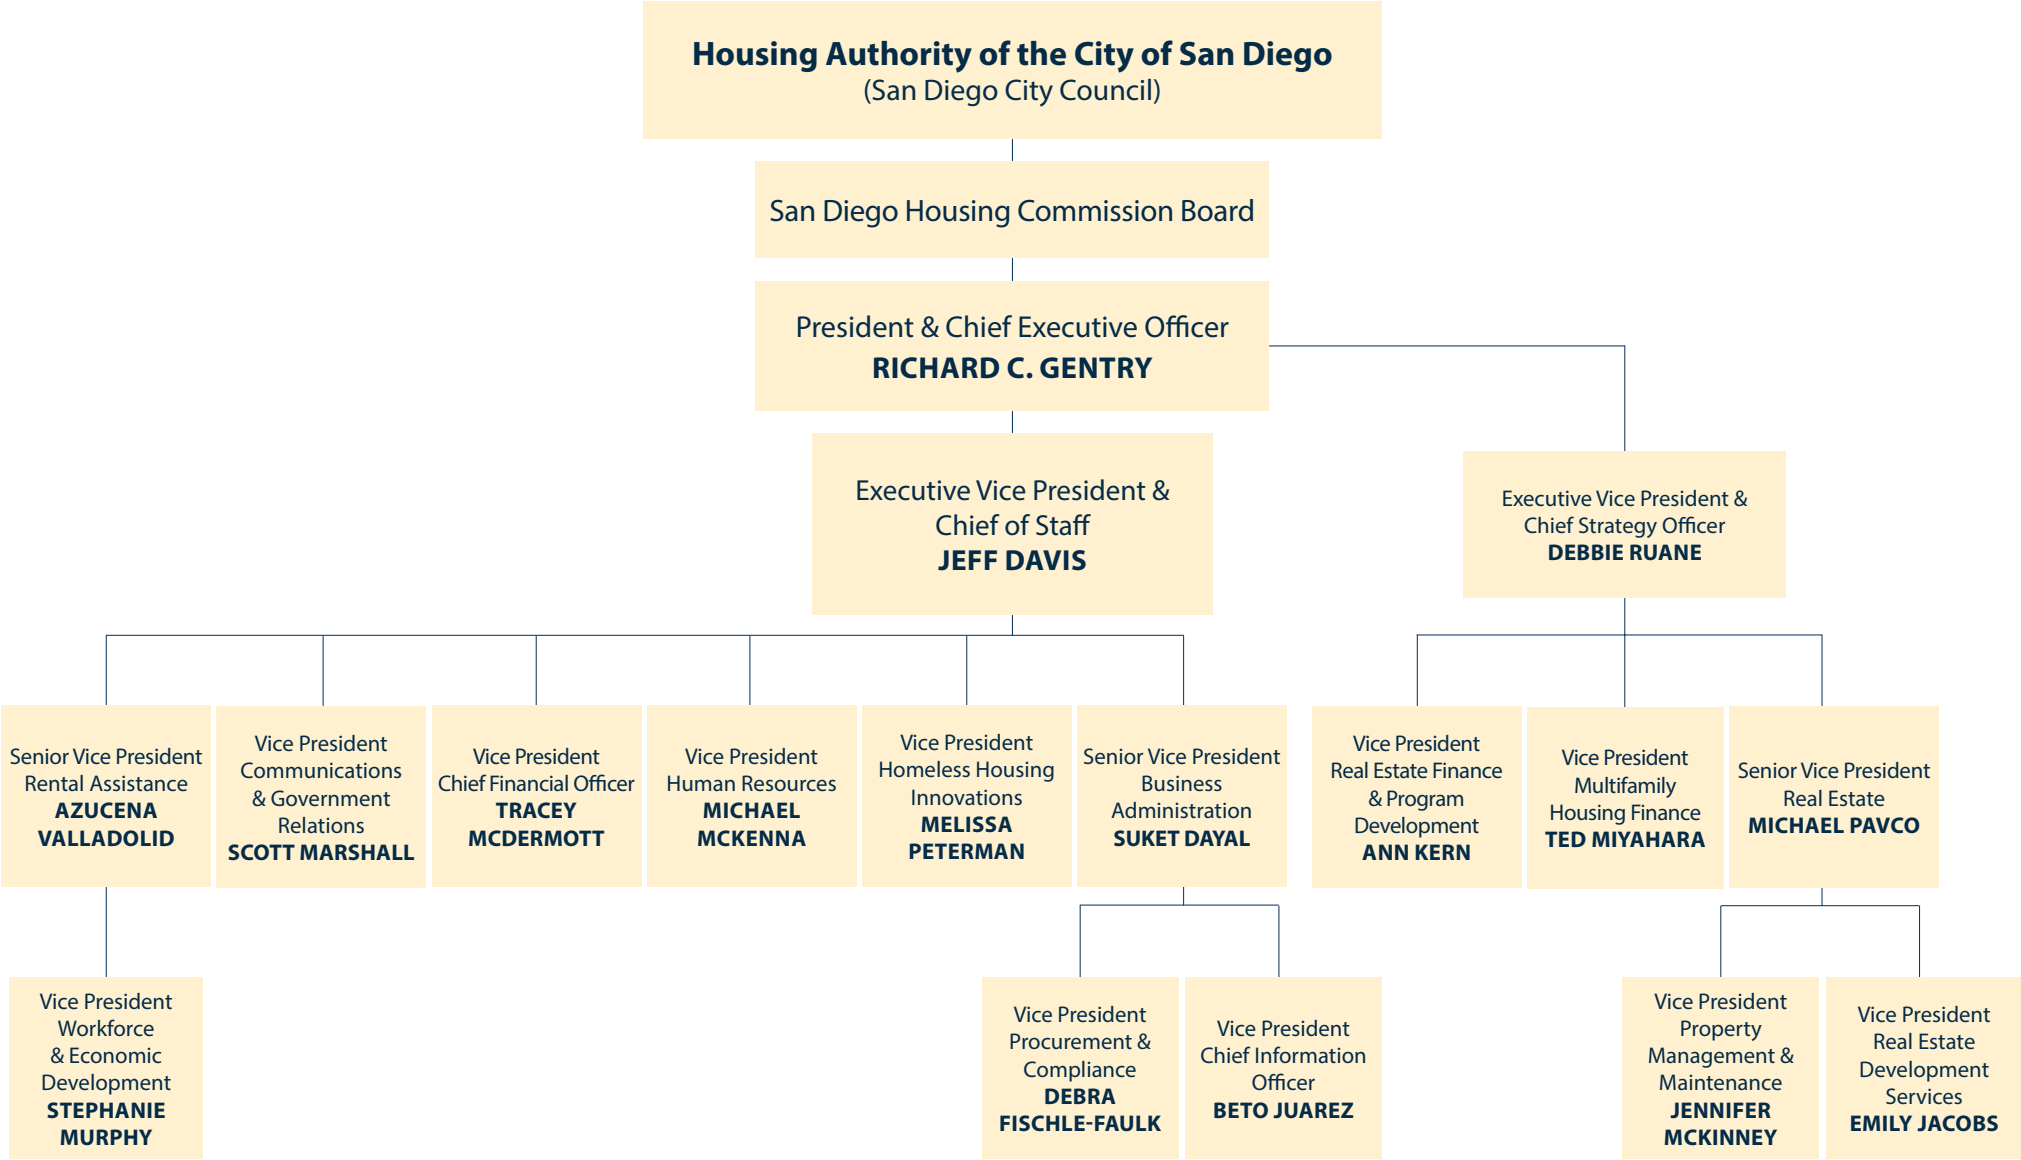 Housing Authority of the City of San Diego
(San Diego City Council)
San Diego Housing Commission Board
President & Chief Executive Officer
RICHARD C. GENTRY
Executive Vice President &
Chief of Staff
JEFF DAVIS
Executive Vice President &
Chief Strategy Officer
DEBBIE RUANE
Senior Vice President
Rental Assistance
AZUCENA
VALLADOLID
Vice President
Communications
& Government
Relations
SCOTT MARSHALL
Vice President
Chief Financial Officer
TRACEY
MCDERMOTT
Vice President
Human Resources
MICHAEL
MCKENNA
Vice President
Homeless Housing
Innovations
MELISSA
PETERMAN
Senior Vice President
Business
Administration
SUKET DAYAL
Vice President
Real Estate Finance
& Program
Development
ANN KERN
Vice President
Multifamily
Housing Finance
TED MIYAHARA
Senior Vice President
Real Estate
MICHAEL PAVCO
Vice President
Workforce
& Economic
Development
STEPHANIE
MURPHY
Vice President
Procurement &
Compliance
DEBRA
FISCHLE-FAULK
Vice President
Chief Information
Officer
BETO JUAREZ
Vice President
Property
Management &
Maintenance
JENNIFER
MCKINNEY
Vice President
Real Estate
Development
Services
EMILY JACOBS